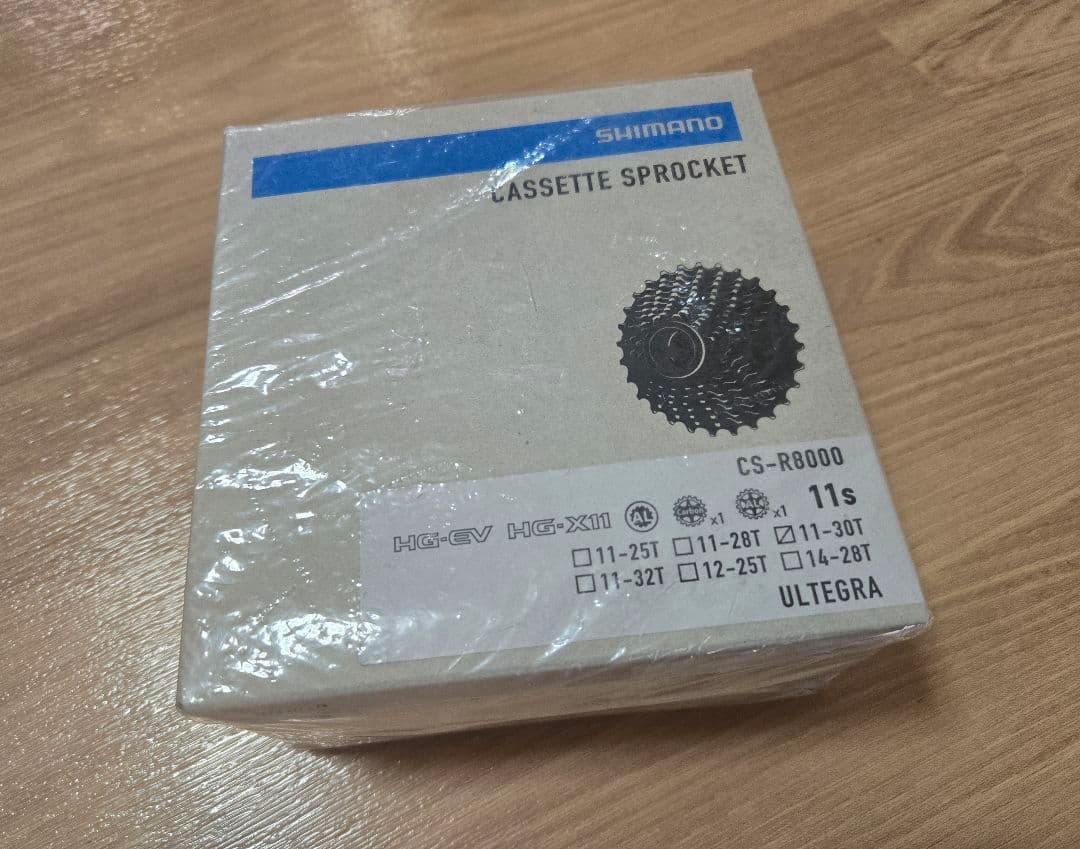 SHIMANO
CASSETTE SPROCKET
CS-R8000
HG-EV HG-X11 x1 x1 11s
☐11-25T ☐11-28T ☑11-30T
☐11-32T ☐12-25T ☐14-28T
ULTEGRA